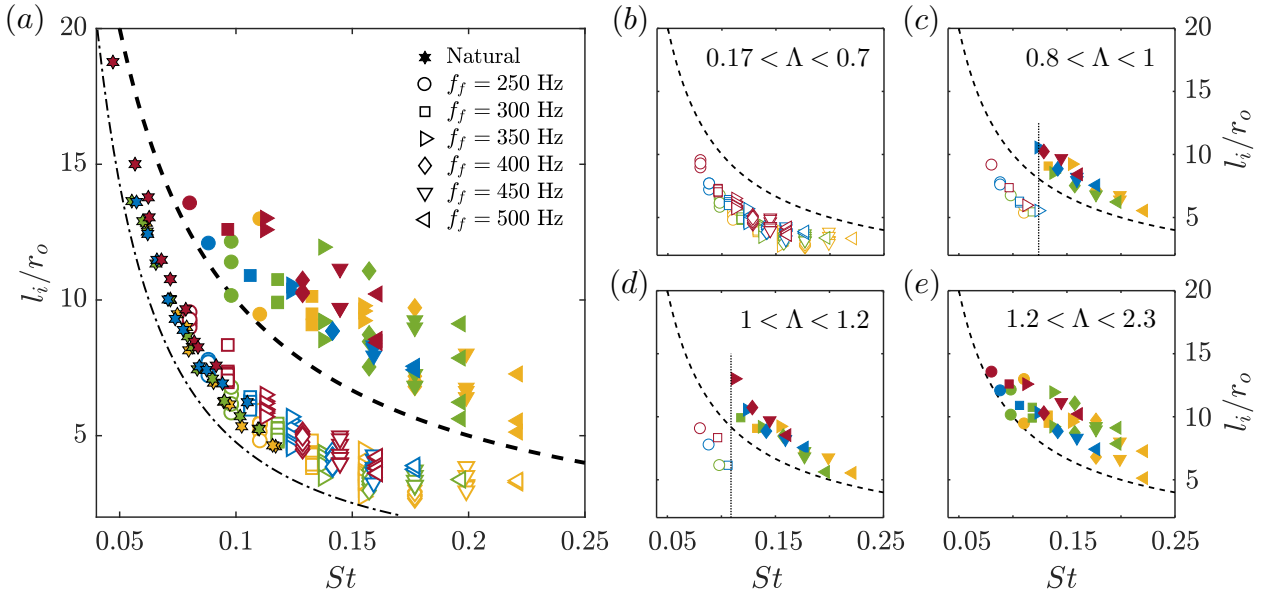 (a)
20
15
10
5
l_i/r_o
0.05
0.1
0.15
0.2
0.25
St
Natural
f_f = 250 Hz
f_f = 300 Hz
f_f = 350 Hz
f_f = 400 Hz
f_f = 450 Hz
f_f = 500 Hz
(b)
0.17 < Λ < 0.7
(c)
0.8 < Λ < 1
20
15
10
5
l_i/r_o
(d)
1 < Λ < 1.2
0.05
0.15
0.25
St
(e)
1.2 < Λ < 2.3
20
15
10
5
l_i/r_o
0.05
0.15
0.25
St